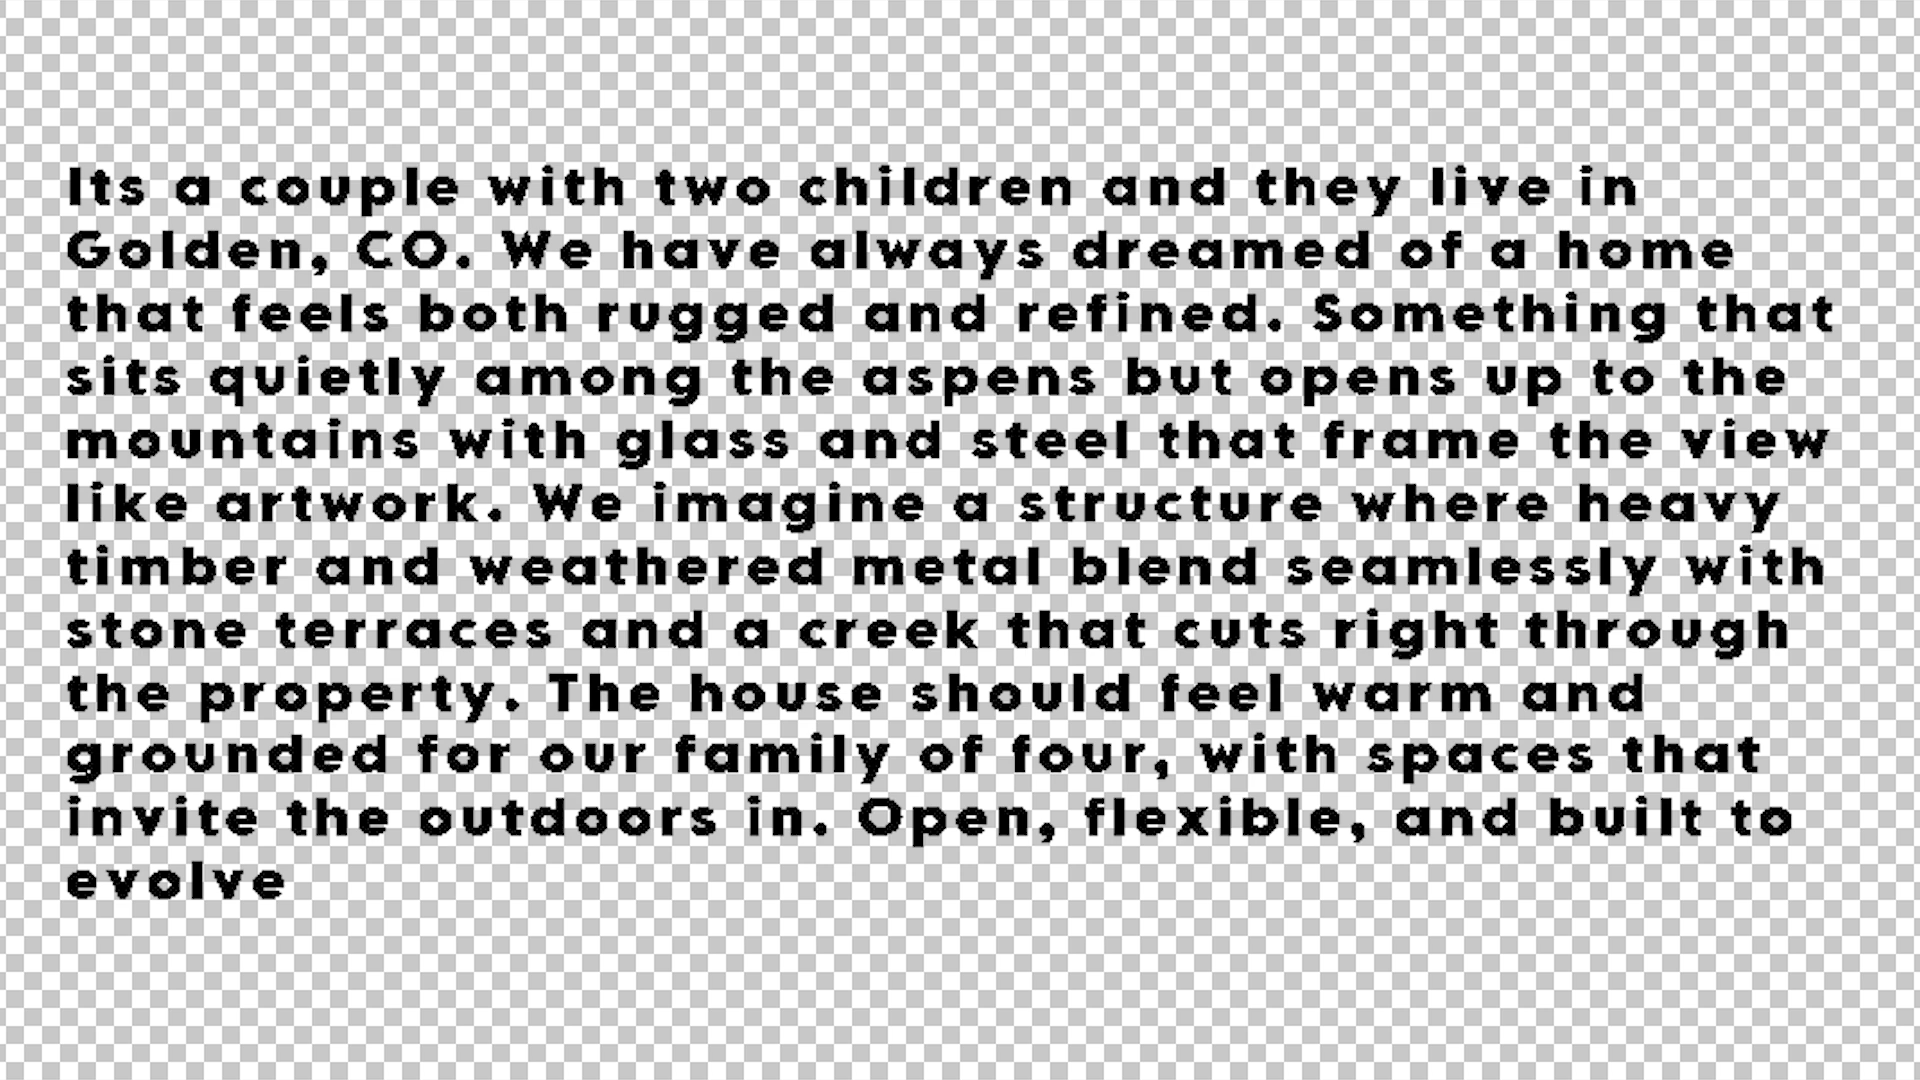 Its a couple with two children and they live in
Golden, CO. We have always dreamed of a home
that feels both rugged and refined. Something that
sits quietly among the aspens but opens up to the
mountains with glass and steel that frame the view
like artwork. We imagine a structure where heavy
timber and weathered metal blend seamlessly with
stone terraces and a creek that cuts right through
the property. The house should feel warm and
grounded for our family of four, with spaces that
invite the outdoors in. Open, flexible, and built to
evolve